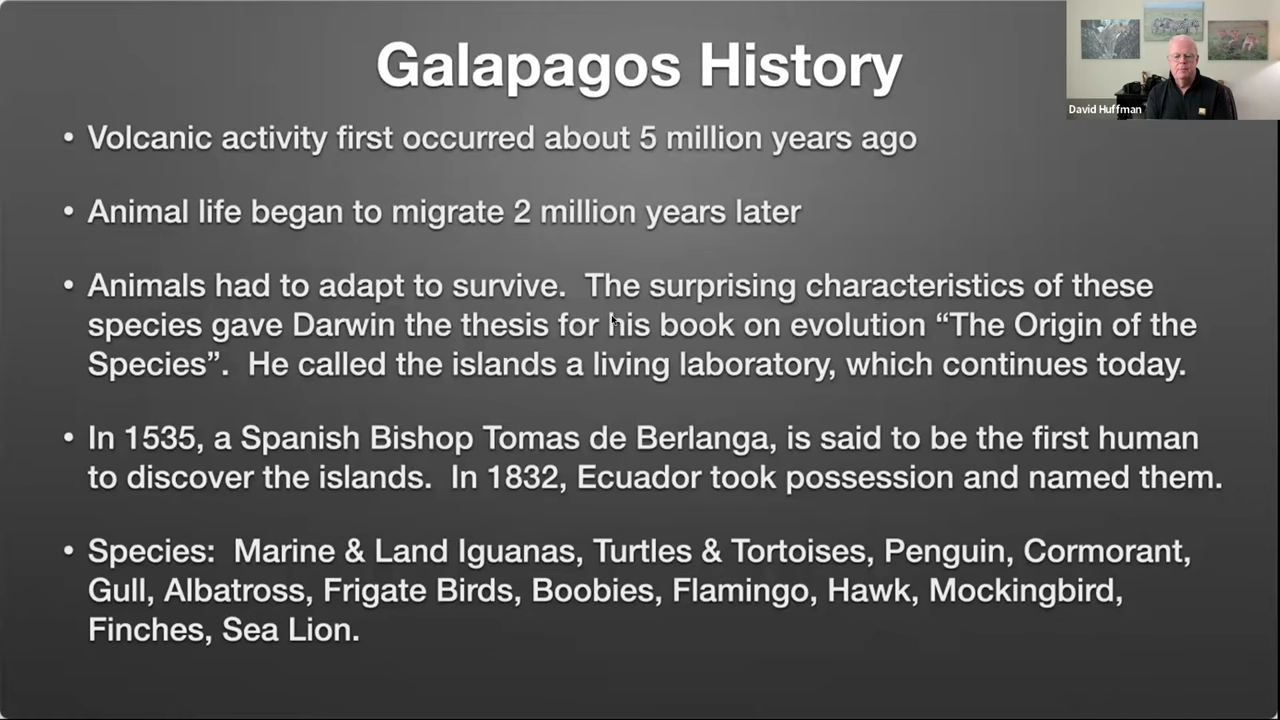 Galapagos History
David Huffman
• Volcanic activity first occurred about 5 million years ago
• Animal life began to migrate 2 million years later
• Animals had to adapt to survive.  The surprising characteristics of these
species gave Darwin the thesis for his book on evolution “The Origin of the
Species”.  He called the islands a living laboratory, which continues today.
• In 1535, a Spanish Bishop Tomas de Berlanga, is said to be the first human
to discover the islands.  In 1832, Ecuador took possession and named them.
• Species:  Marine & Land Iguanas, Turtles & Tortoises, Penguin, Cormorant,
Gull, Albatross, Frigate Birds, Boobies, Flamingo, Hawk, Mockingbird,
Finches, Sea Lion.